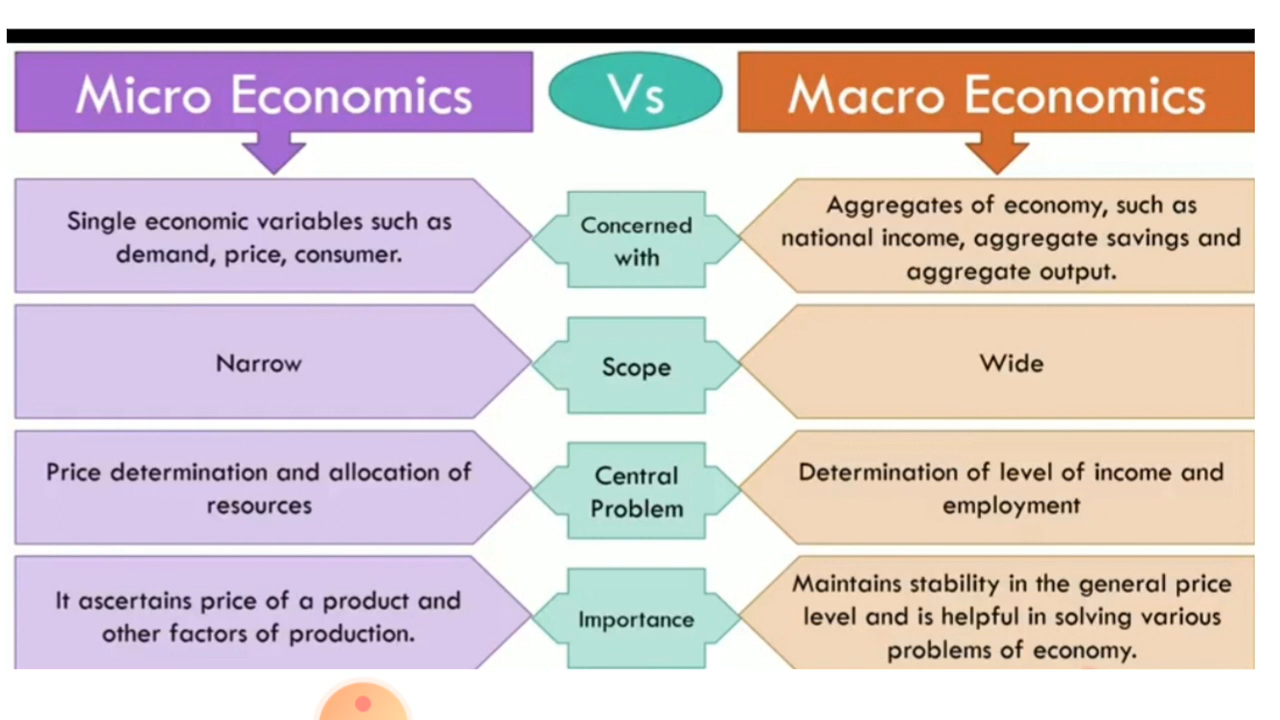 Micro Economics
Vs
Macro Economics
Single economic variables such as
demand, price, consumer.
Concerned
with
Aggregates of economy, such as
national income, aggregate savings and
aggregate output.
Narrow
Scope
Wide
Price determination and allocation of
resources
Central
Problem
Determination of level of income and
employment
It ascertains price of a product and
other factors of production.
Importance
Maintains stability in the general price
level and is helpful in solving various
problems of economy.